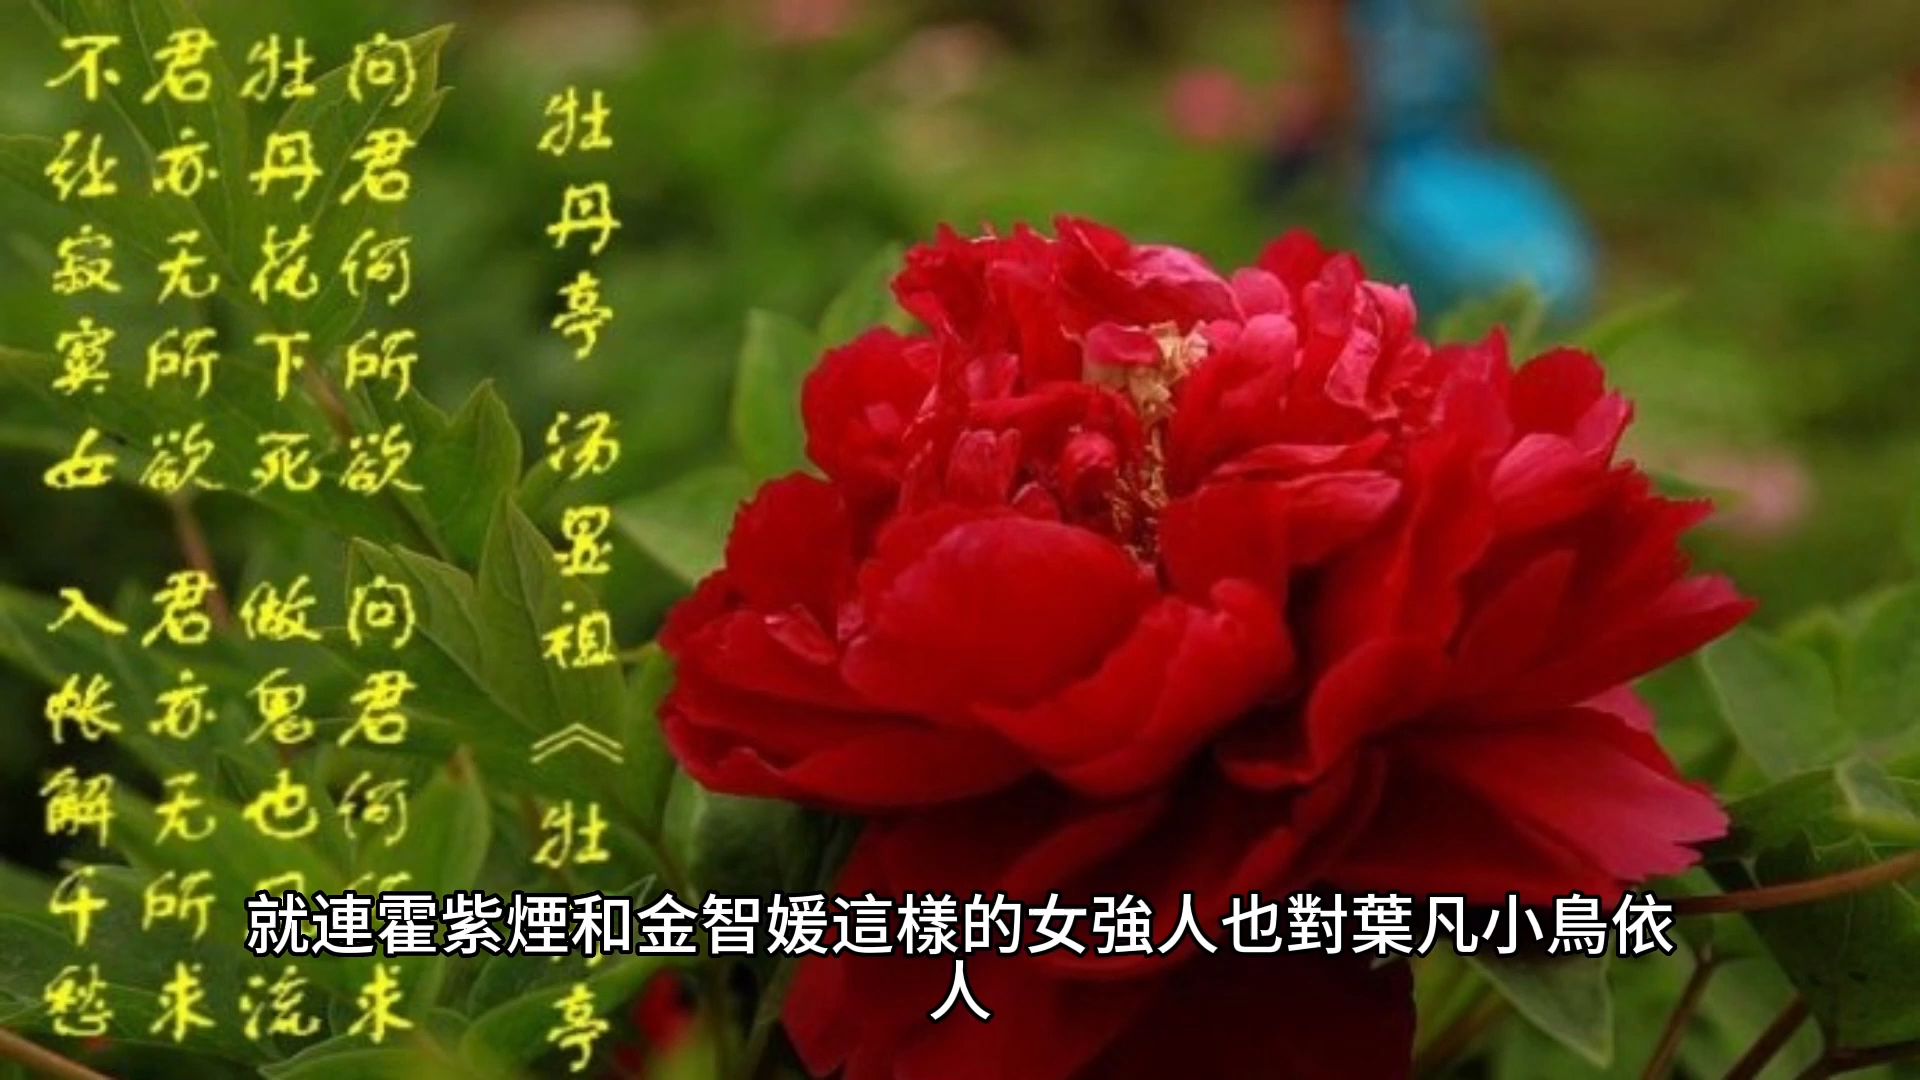 牡丹亭 汤显祖《牡亭
问君何所欲 问君何求
牡丹花下死 做鬼也流
君亦无所欲 君亦无所求
不寂寞女 入帐解千愁
就連霍紫煙和金智媛這樣的女強人也對葉凡小鳥依
人